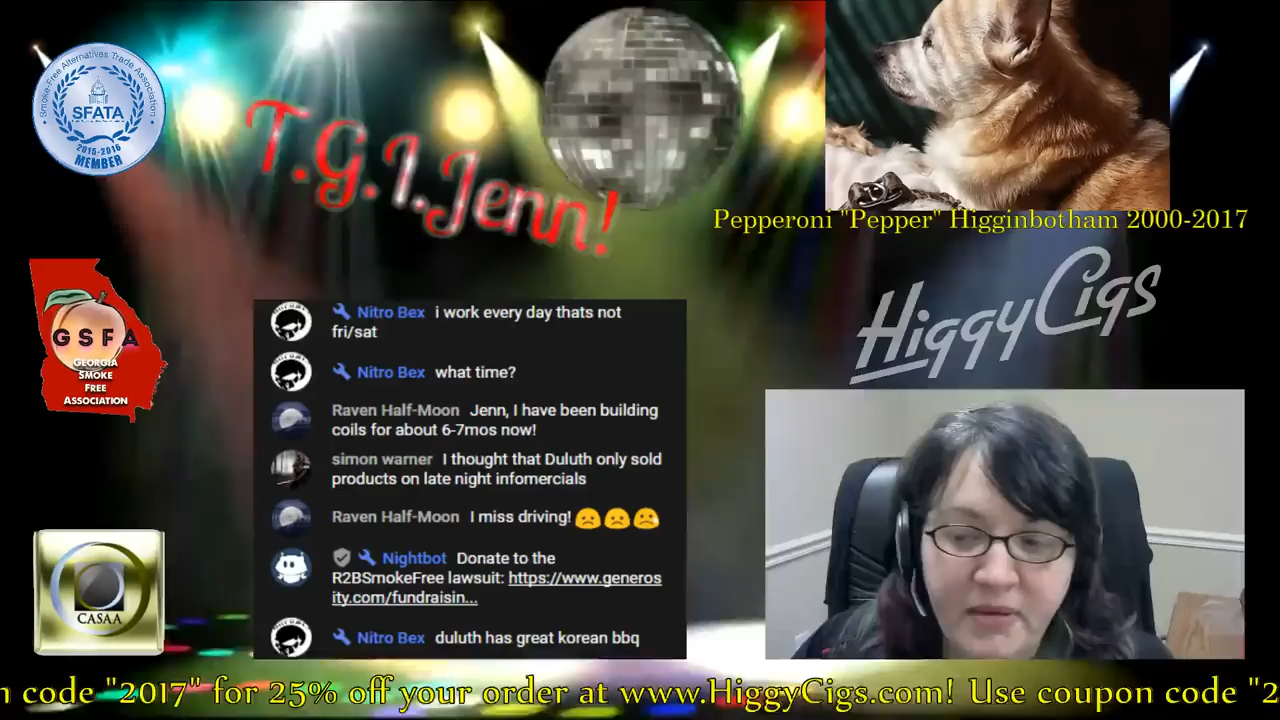 Smoke-Free Alternatives Trade Association
SFATA
2015-2016
MEMBER
T.G.I.Jenn!
Pepperoni "Pepper" Higginbotham 2000-2017
GSFA
GEORGIA
SMOKE
FREE
ASSOCIATION
HiggyCigs
Nitro Bex i work every day thats not
fri/sat
Nitro Bex what time?
Raven Half-Moon Jenn, I have been building
coils for about 6-7mos now!
simon warner I thought that Duluth only sold
products on late night infomercials
Raven Half-Moon I miss driving! ☹️☹️😢
Nightbot Donate to the
R2BSmokeFree lawsuit: https://www.generos
ity.com/fundraisin...
Nitro Bex duluth has great korean bbq
CASAA
code "2017" for 25% off your order at www.HiggyCigs.com! Use coupon code "2